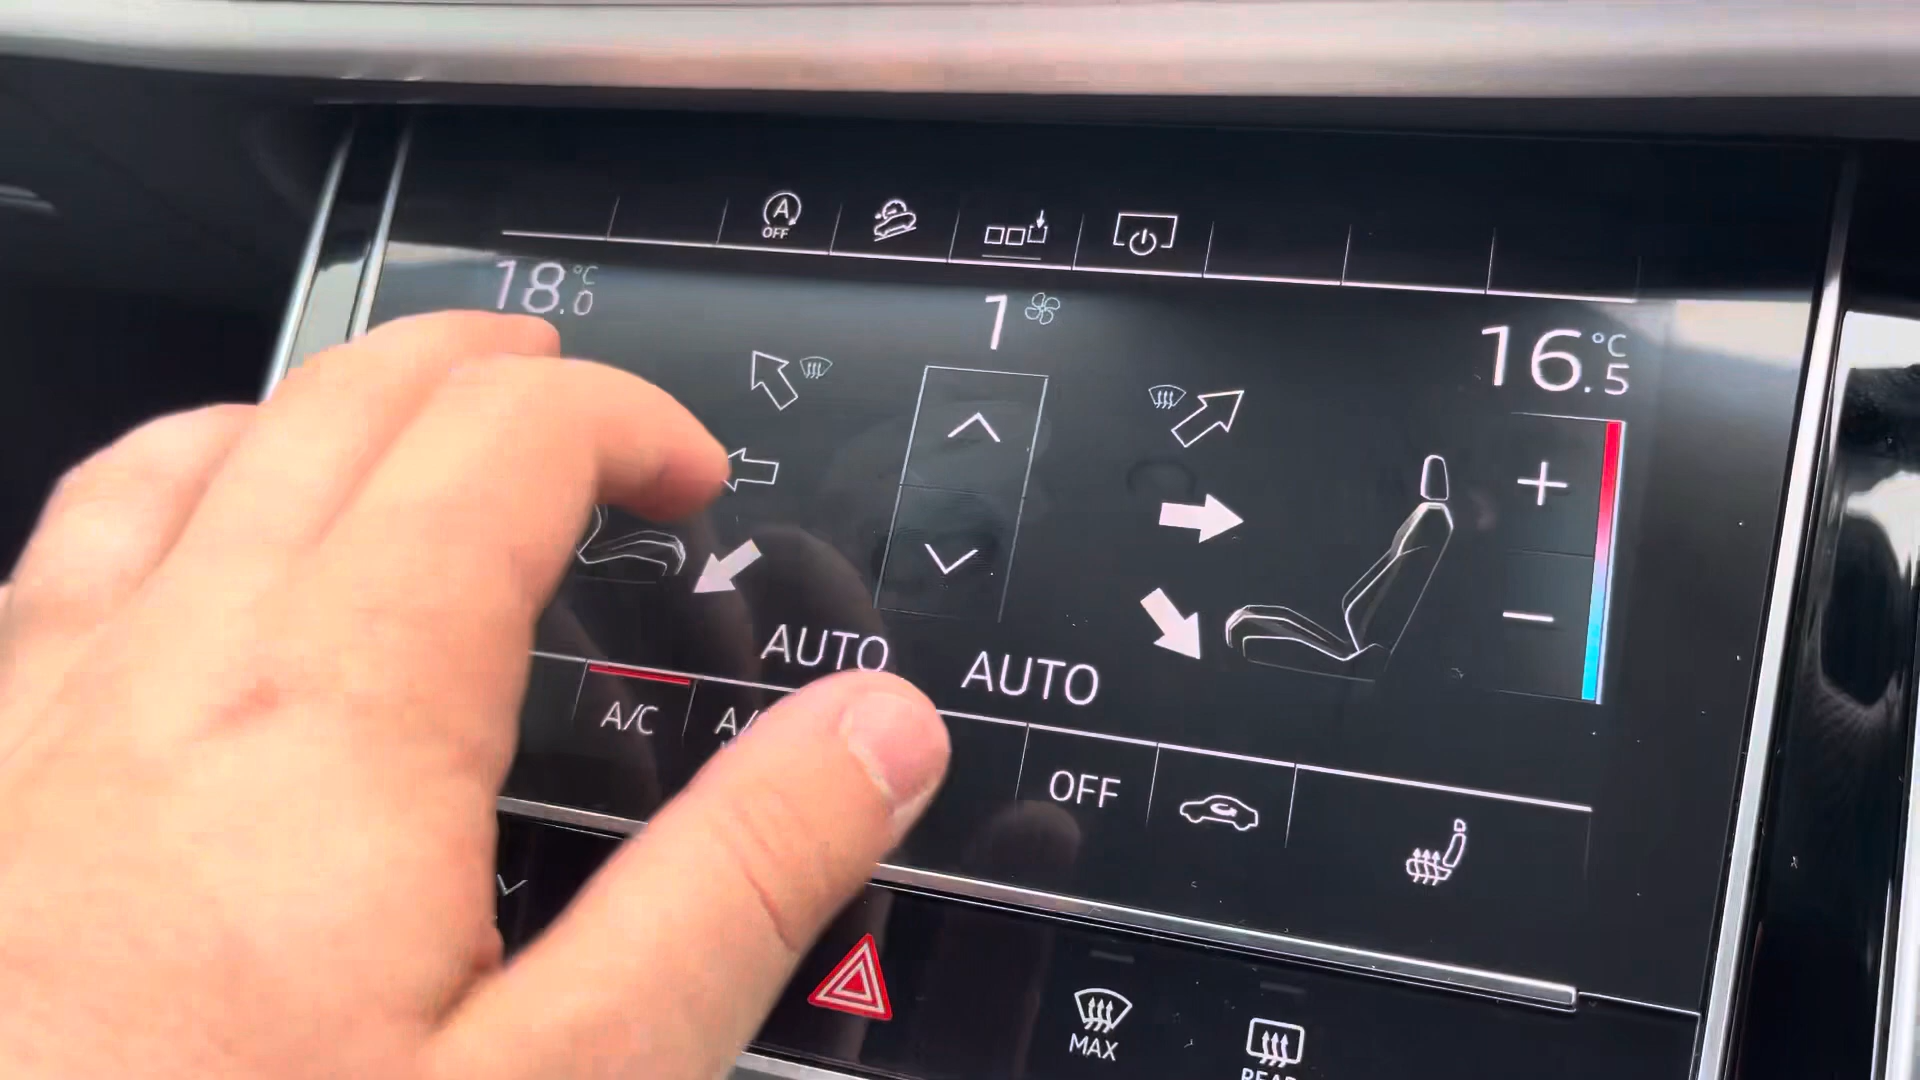 A
OFF
18.0 °C
1
16.5 °C
AUTO
AUTO
A/C
OFF
MAX
REAR